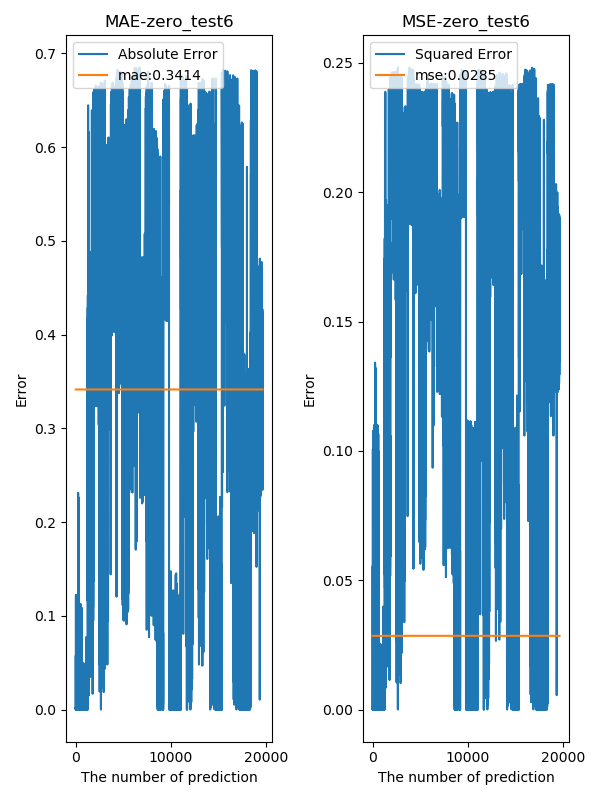 MAE-zero_test6
Absolute Error
mae:0.3414
0.7
0.6
0.5
0.4
0.3
0.2
0.1
0.0
Error
0
10000
20000
The number of prediction
MSE-zero_test6
Squared Error
mse:0.0285
0.25
0.20
0.15
0.10
0.05
0.00
Error
0
10000
20000
The number of prediction